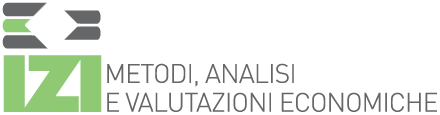 IZI METODI, ANALISI
E VALUTAZIONI ECONOMICHE